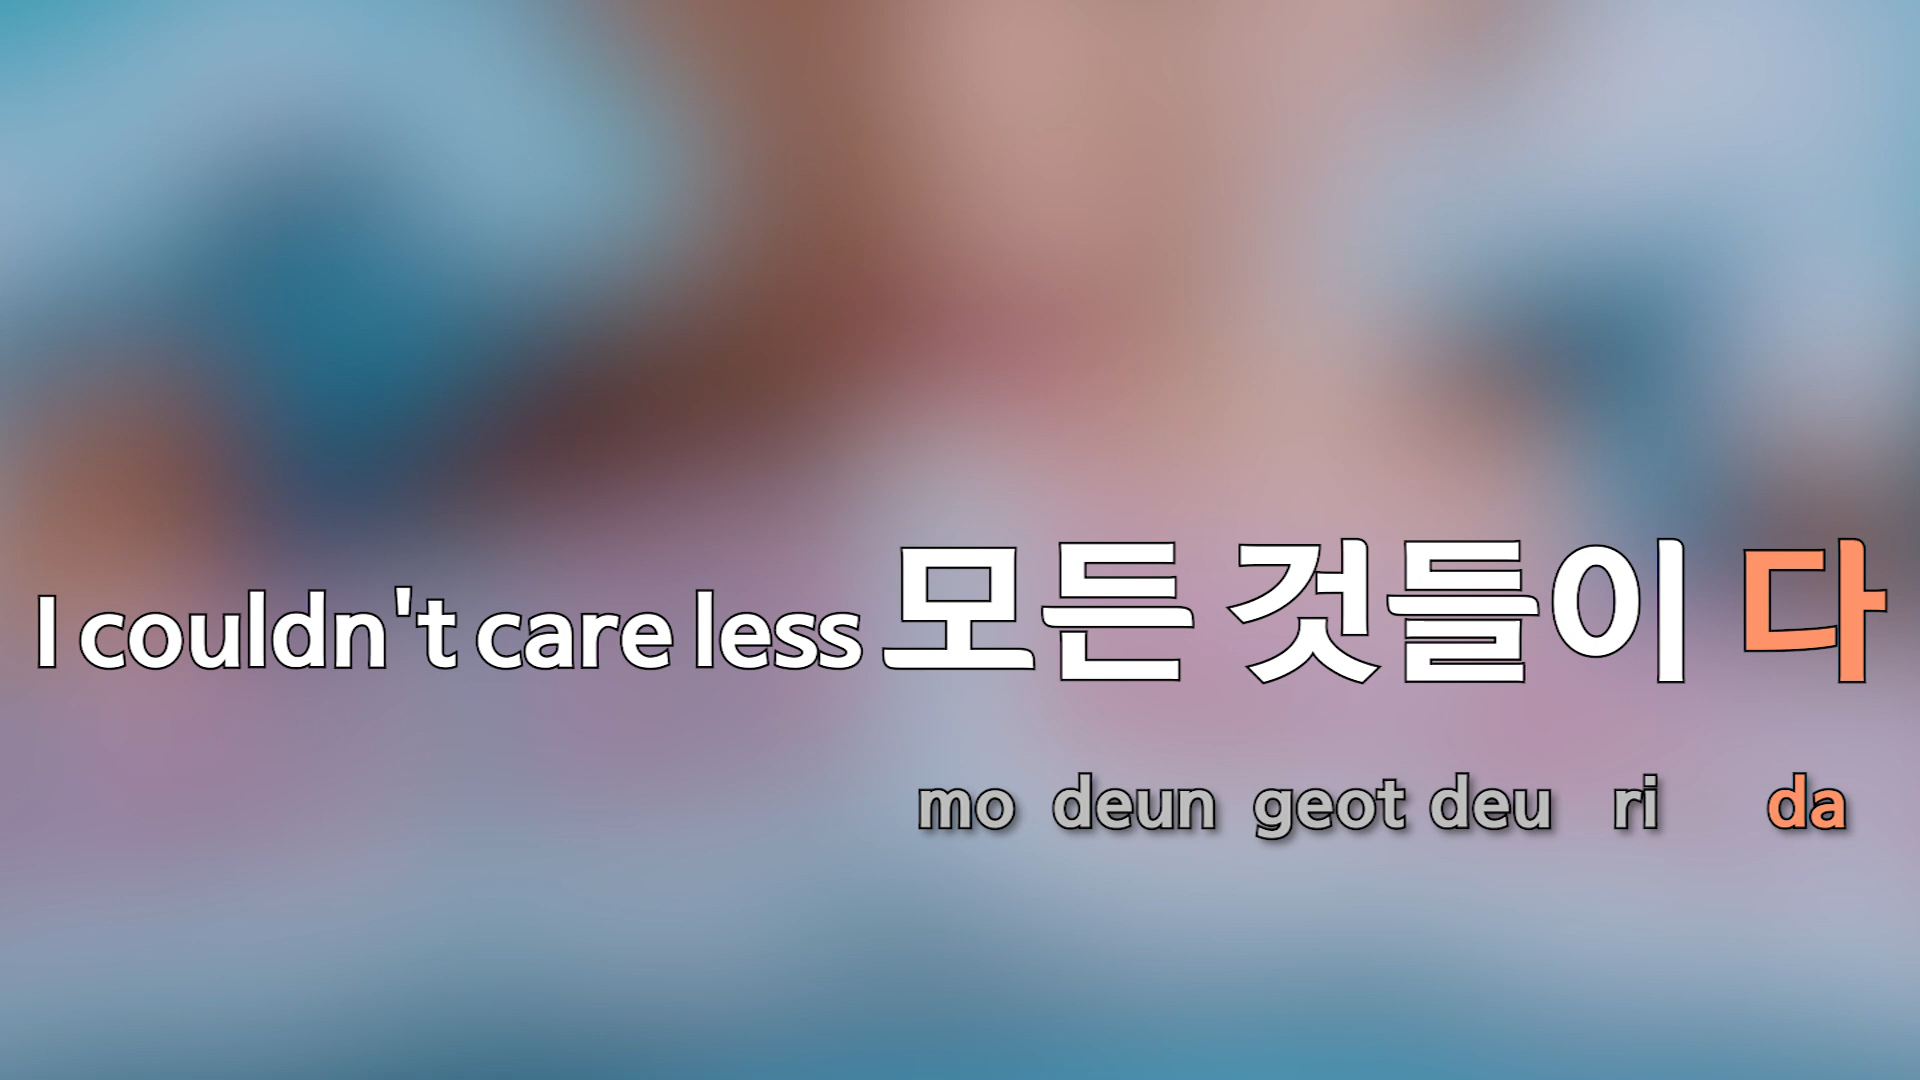 I couldn't care less 모든 것들이 다
mo deun geot deu ri da